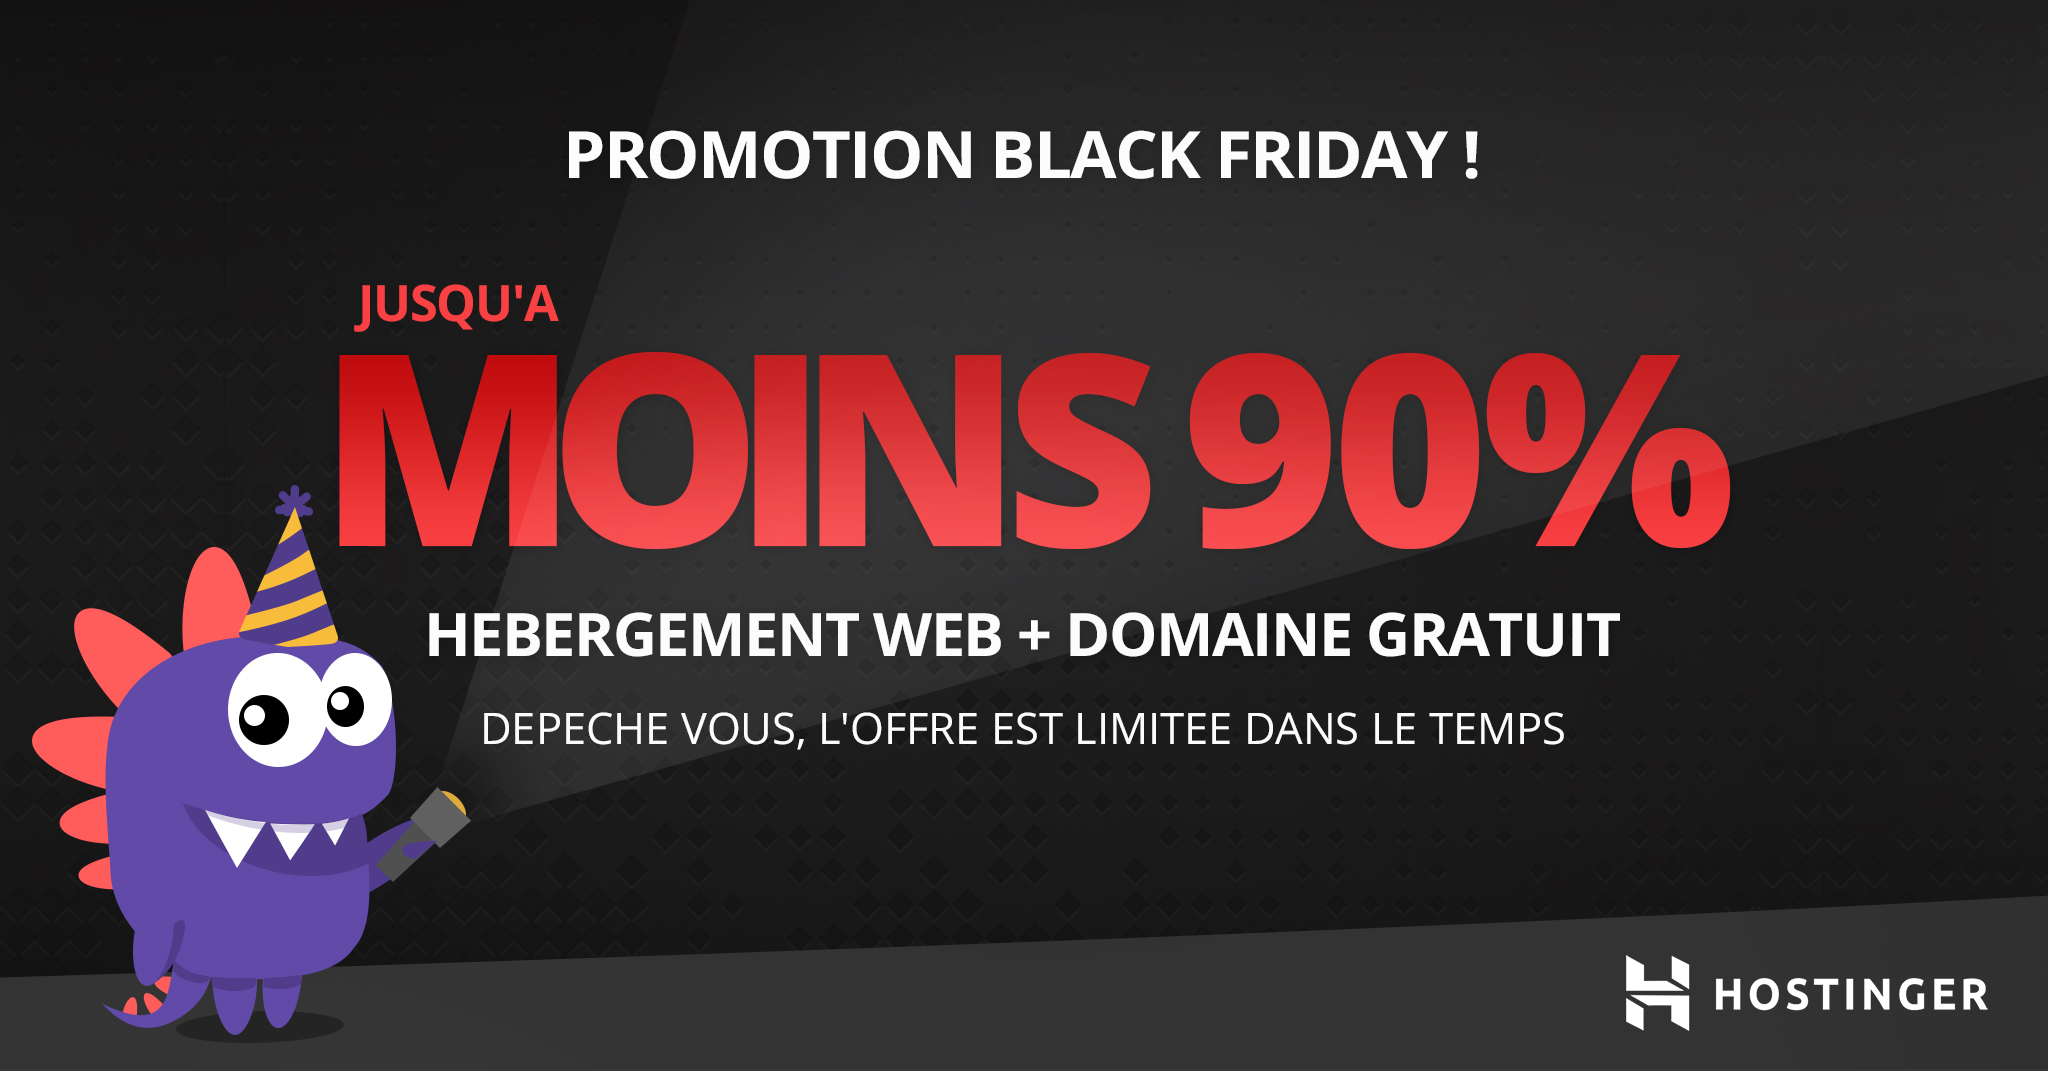 PROMOTION BLACK FRIDAY !
JUSQU'A
MOINS 90%
HEBERGEMENT WEB + DOMAINE GRATUIT
DEPECHE VOUS, L'OFFRE EST LIMITEE DANS LE TEMPS
HOSTINGER